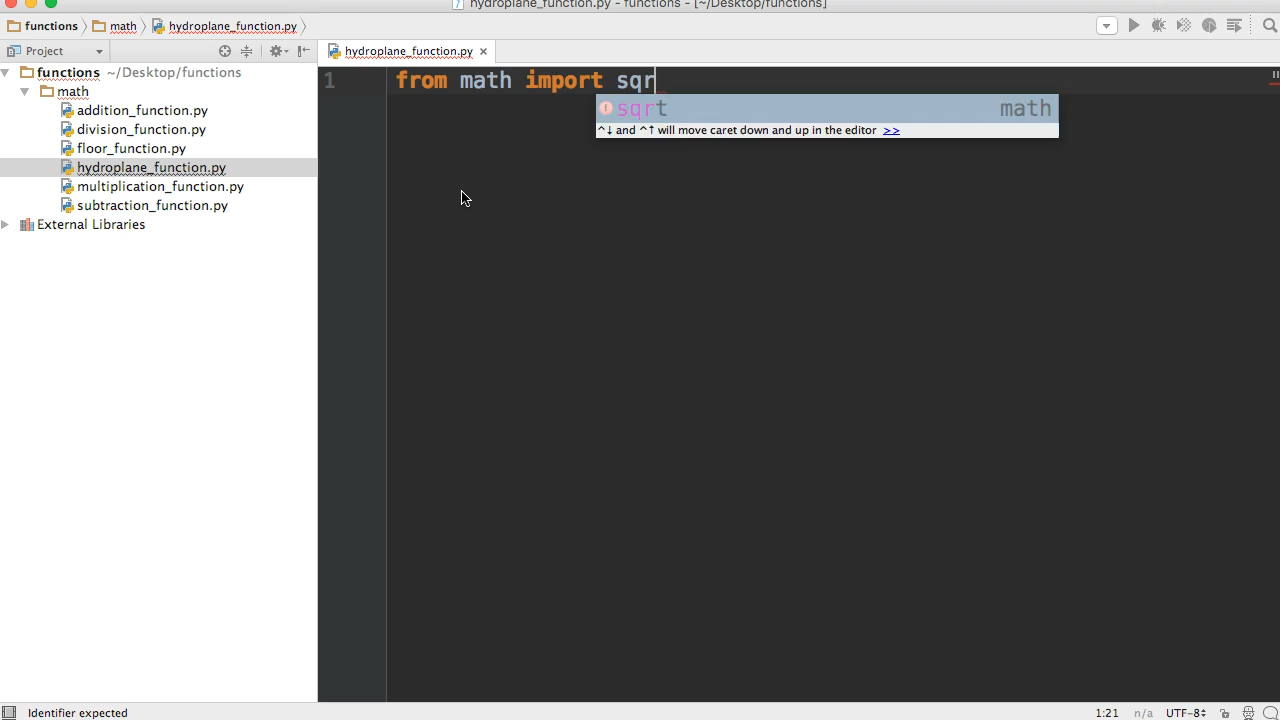 hydroplane_function.py - functions - [~/Desktop/functions]
functions math hydroplane_function.py
Project
hydroplane_function.py
functions ~/Desktop/functions
math
addition_function.py
division_function.py
floor_function.py
hydroplane_function.py
multiplication_function.py
subtraction_function.py
External Libraries
1 from math import sqr
sqrt math
^↓ and ^↑ will move caret down and up in the editor >>
Identifier expected
1:21 n/a UTF-8